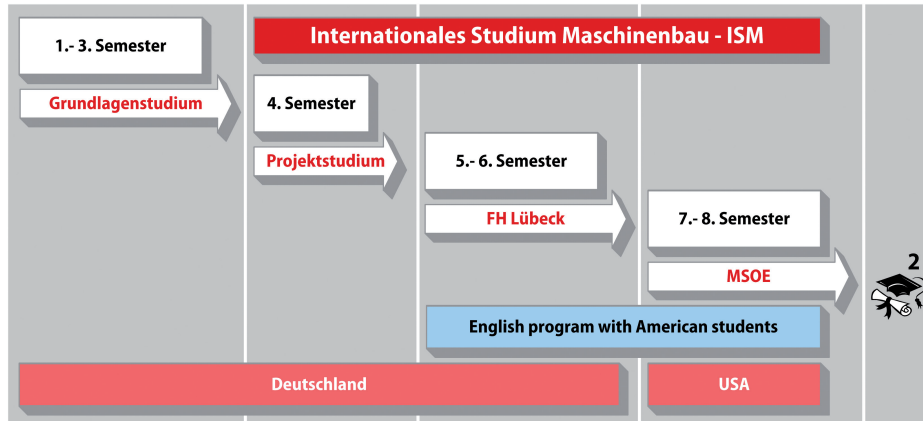 Internationales Studium Maschinenbau - ISM
1.- 3. Semester
Grundlagenstudium
4. Semester
Projektstudium
5.- 6. Semester
FH Lübeck
7.- 8. Semester
MSOE
2
English program with American students
Deutschland
USA